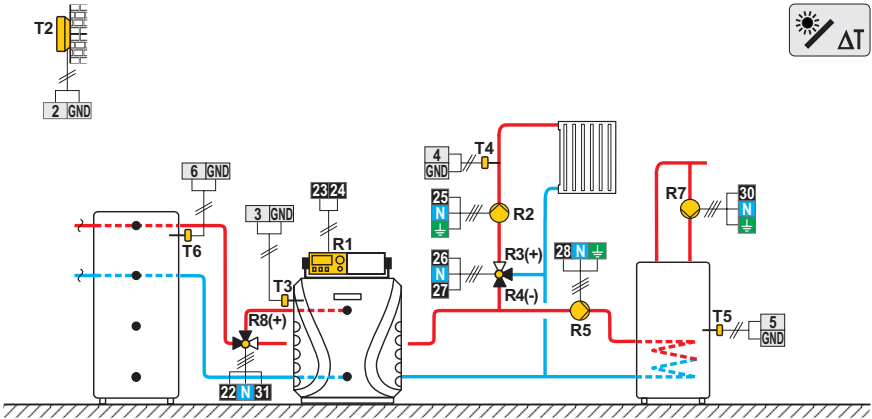 T2
ΔT
2 GND
6 GND
T6
3 GND
T3
23 24
R1
R8(+)
22 N 31
4
GND
T4
25
N
R2
26
N
27
R3(+)
R4(-)
28 N
R5
R7
30
N
T5
5
GND